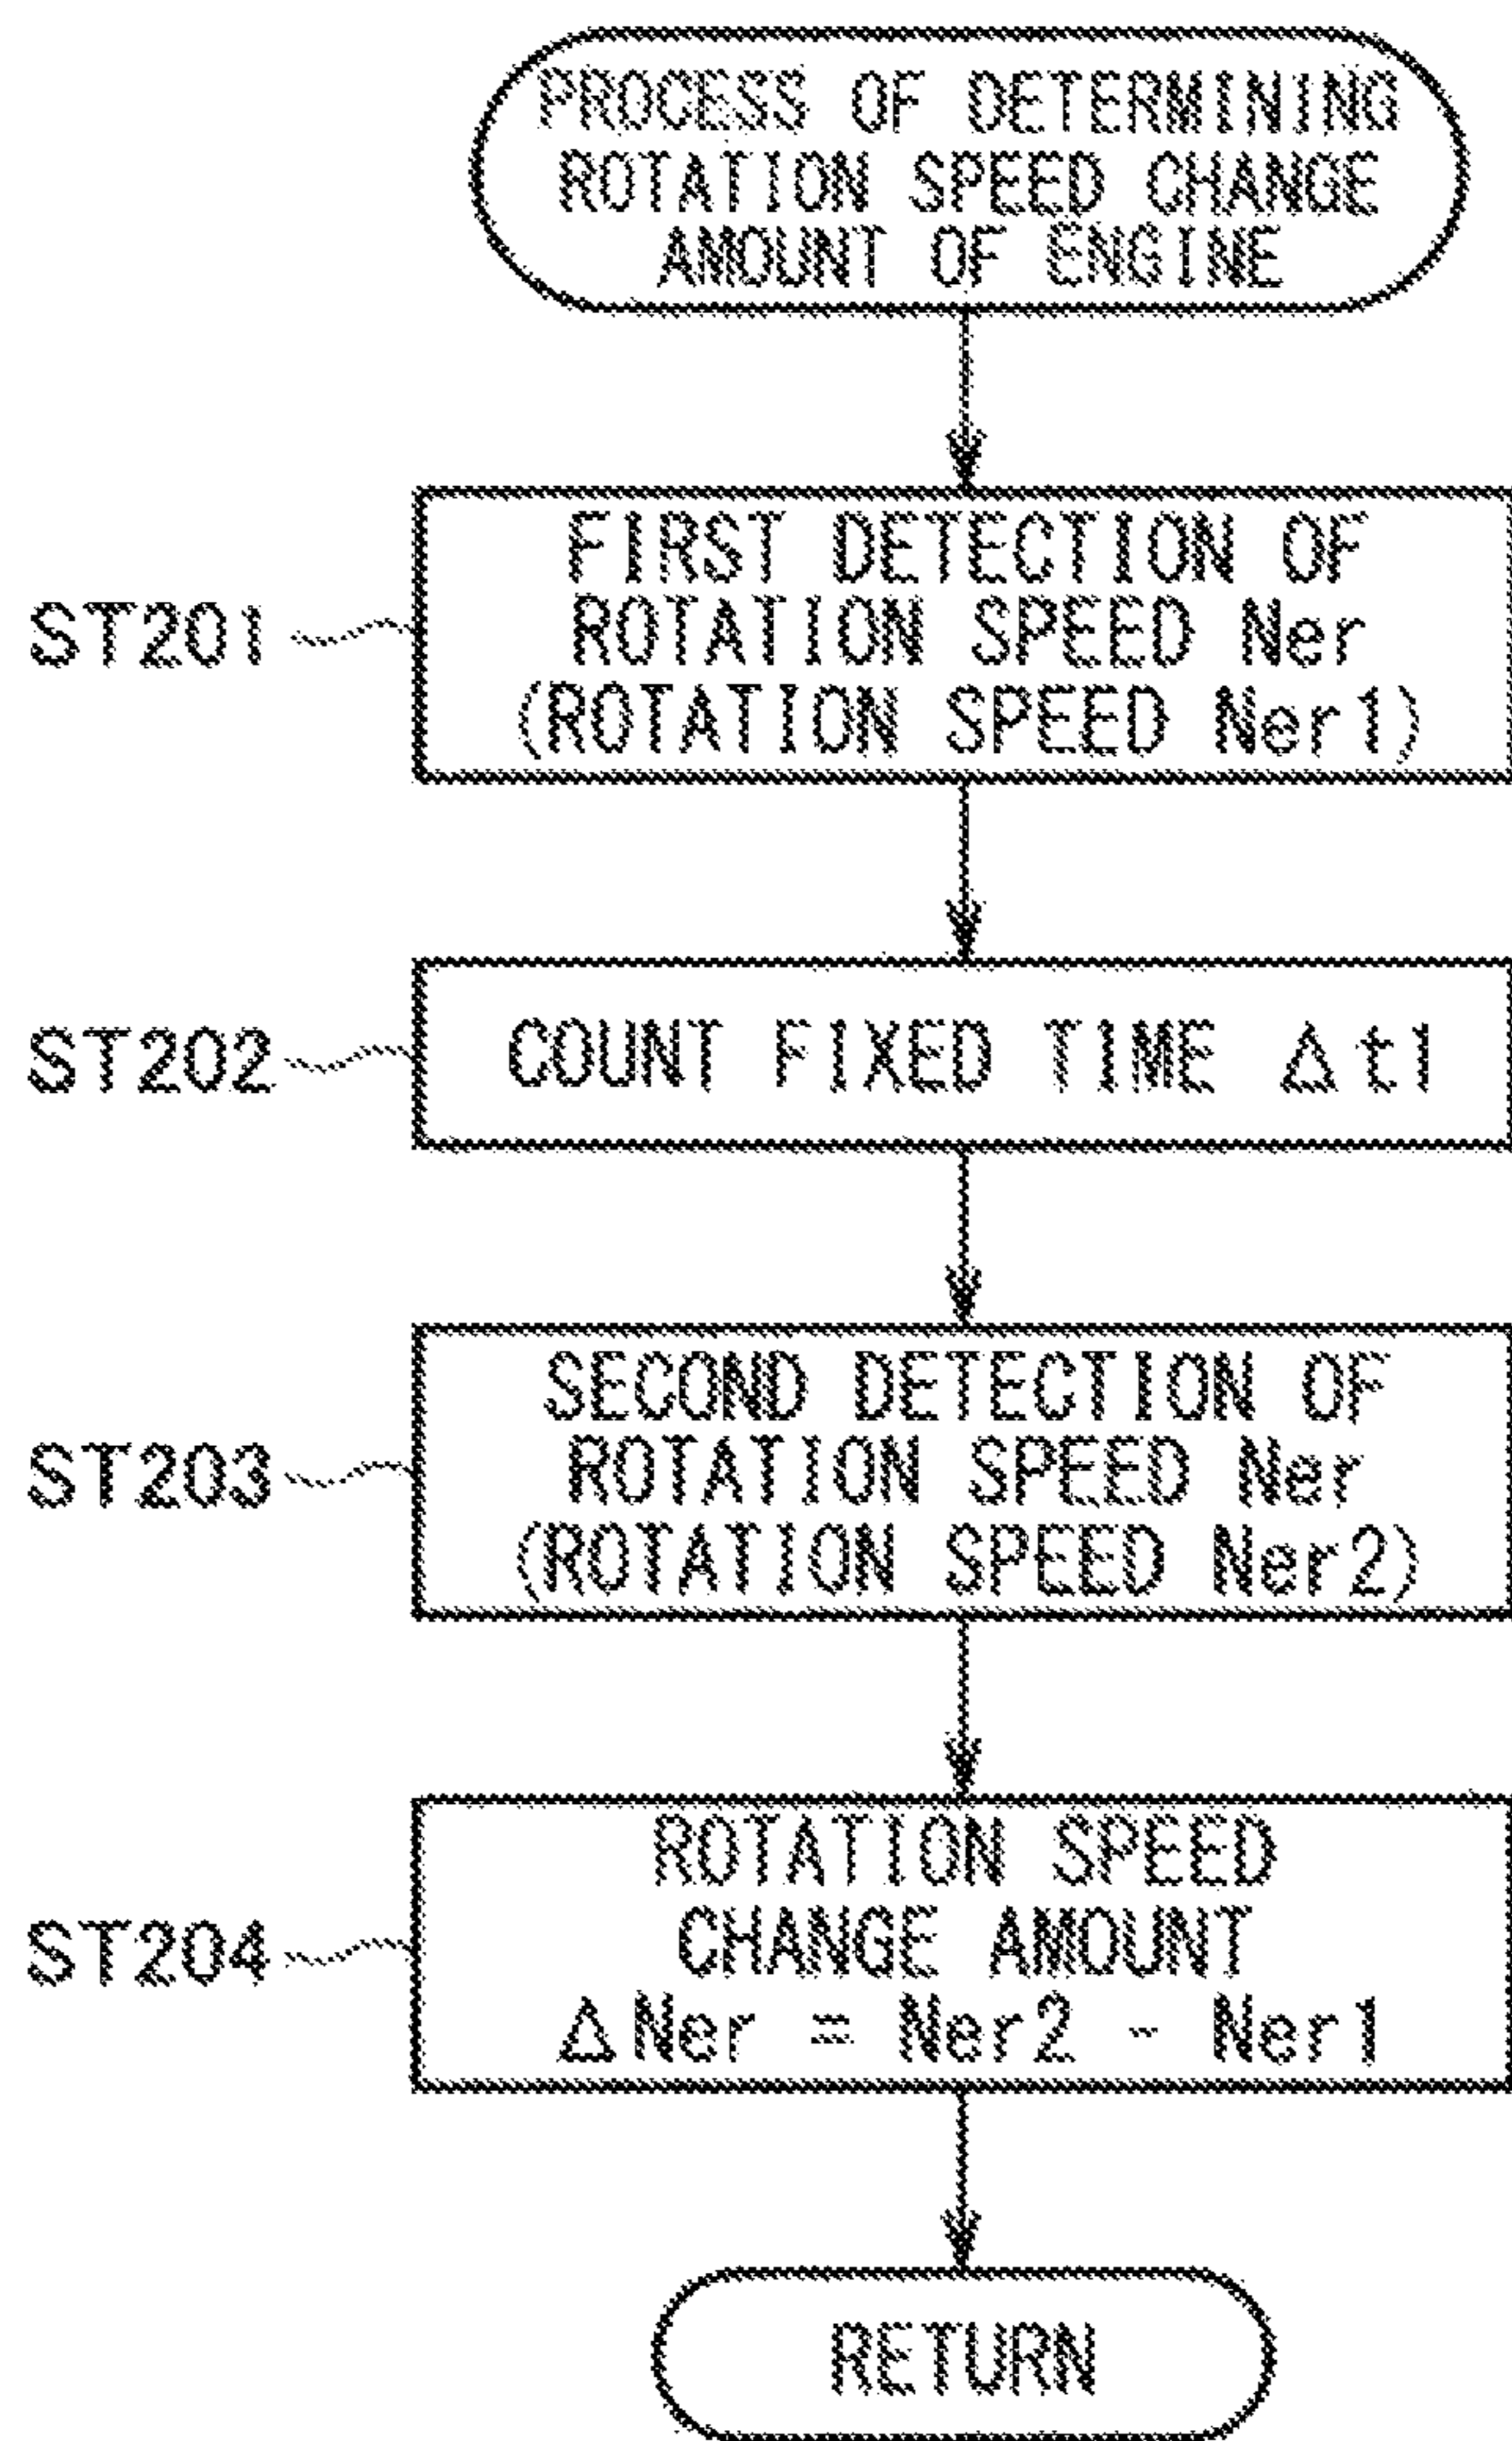 PROCESS OF DETERMINING
ROTATION SPEED CHANGE
AMOUNT OF ENGINE
ST201
FIRST DETECTION OF
ROTATION SPEED Ner
(ROTATION SPEED Ner1)
ST202
COUNT FIXED TIME Δt1
ST203
SECOND DETECTION OF
ROTATION SPEED Ner
(ROTATION SPEED Ner2)
ST204
ROTATION SPEED
CHANGE AMOUNT
ΔNer = Ner2 - Ner1
RETURN